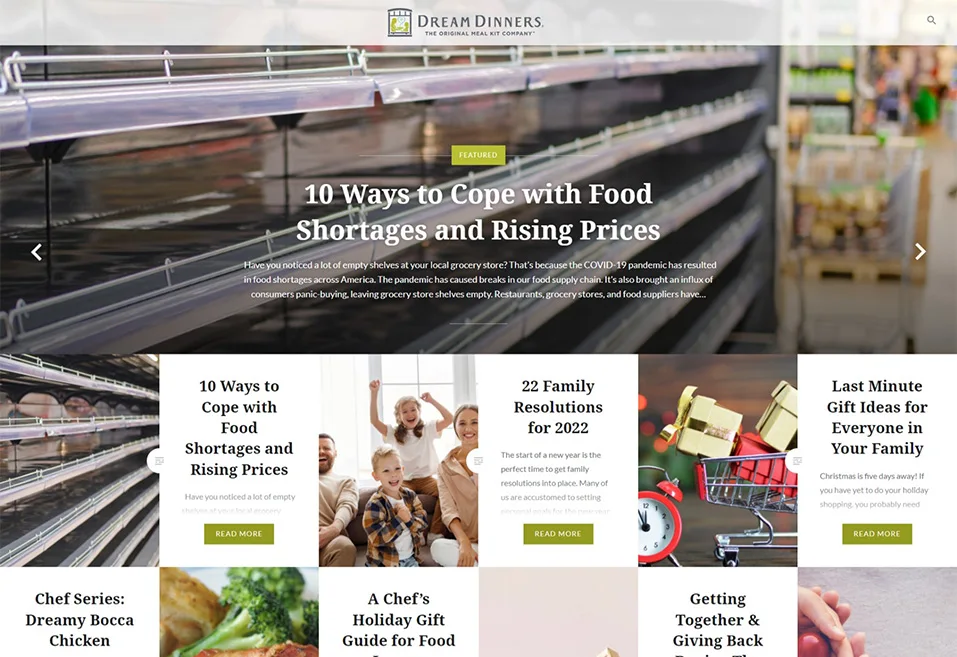 DREAM DINNERS
THE ORIGINAL MEAL KIT COMPANY
FEATURED
10 Ways to Cope with Food
Shortages and Rising Prices
Have you noticed a lot of empty shelves at your local grocery store? That's because the COVID-19 pandemic has resulted
in food shortages across America. The pandemic has caused breaks in our food supply chain. It's also brought an influx of
consumers panic-buying, leaving grocery store shelves empty. Restaurants, grocery stores, and food suppliers have...
10 Ways to
Cope with
Food
Shortages and
Rising Prices
Have you noticed a lot of empty
shelves at your local grocery
READ MORE
22 Family
Resolutions
for 2022
The start of a new year is the
perfect time to get family
resolutions into place. Many of
us are accustomed to setting
personal goals for the new year
READ MORE
Last Minute
Gift Ideas for
Everyone in
Your Family
Christmas is five days away! If
you have yet to do your holiday
shopping, you probably need
READ MORE
Chef Series:
Dreamy Bocca
Chicken
A Chef's
Holiday Gift
Guide for Food
Getting
Together &
Giving Back